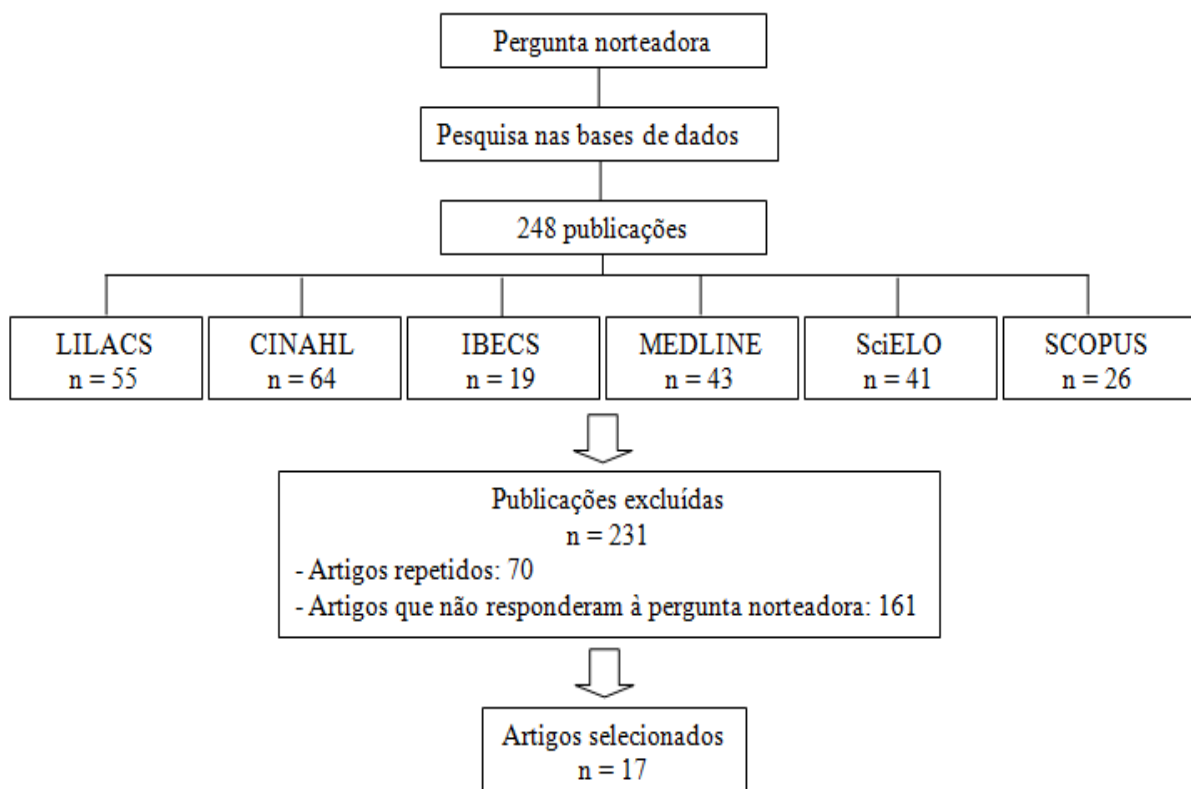 Pergunta norteadora
Pesquisa nas bases de dados
248 publicações
LILACS
n = 55
CINAHL
n = 64
IBECS
n = 19
MEDLINE
n = 43
SciELO
n = 41
SCOPUS
n = 26
Publicações excluídas
n = 231
- Artigos repetidos: 70
- Artigos que não responderam à pergunta norteadora: 161
Artigos selecionados
n = 17